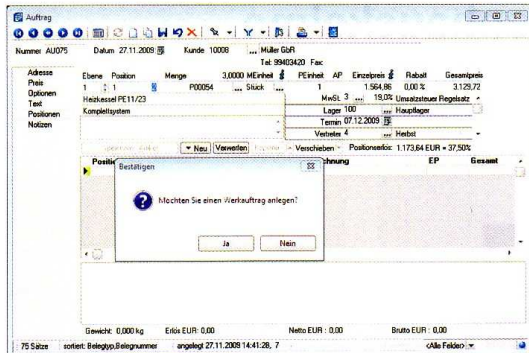 Auftrag
Nummer AU075 Datum 27.11.2009 Kunde 10008 ... Müller GbR
Tel: 99403420 Fax:
Adresse
Preis
Optionen
Text
Positionen
Notizen
Ebene Position Menge 3,0000 MEinheit PEinheit AP Einzelpreis Rabatt Gesamtpreis
1 1 P00054 ... Stück ... 1 1.564,86 0,00 % 3.129,72
Heizkessel PE11/23 MwSt. 3 ... 19,0% Umsatzsteuer Regelsatz
Komplettsystem Lager 100 ... Hauptlager
Termin 07.12.2009
Vertreter 4 ... Herbst
Neu Verwerfen Verschieben Positionserlös: 1.173,64 EUR = 37,50%
EP Gesamt
Bestätigen
Möchten Sie einen Werkauftrag anlegen?
Ja Nein
Gewicht: 0,000 kg Erlös EUR: 0,00 Netto EUR : 0,00 Brutto EUR : 0,00
75 Sätze sortiert: Belegtyp,Belegnummer angelegt 27.11.2009 14:41:28, 7 <Alle Felder>